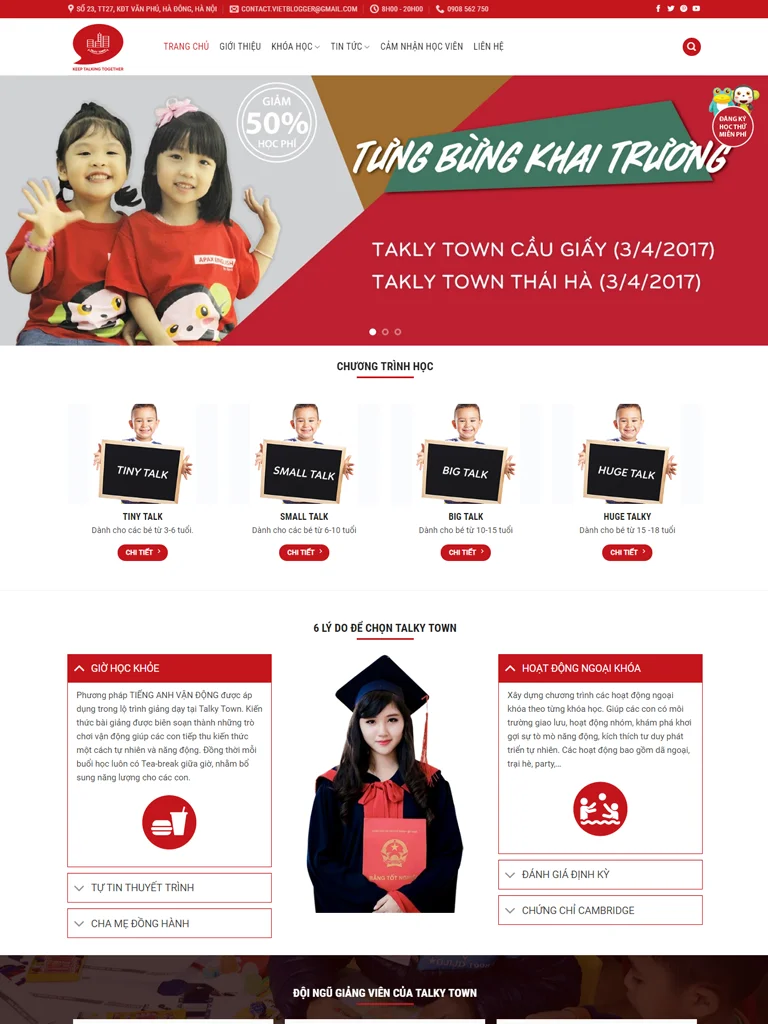 SỐ 23, TT27, KĐT VĂN PHÚ, HÀ ĐÔNG, HÀ NỘI
CONTACT.VIETBLOGGER@GMAIL.COM
8H00 - 20H00
0908 562 750
KEEP TALKING TOGETHER
TRANG CHỦ
GIỚI THIỆU
KHÓA HỌC
TIN TỨC
CẢM NHẬN HỌC VIÊN
LIÊN HỆ
GIẢM
50%
HỌC PHÍ
ĐĂNG KÝ
HỌC THỬ
MIỄN PHÍ
TƯNG BỪNG KHAI TRƯƠNG
TAKLY TOWN CẦU GIẤY (3/4/2017)
TAKLY TOWN THÁI HÀ (3/4/2017)
APAX ENGLISH
CHƯƠNG TRÌNH HỌC
TINY TALK
SMALL TALK
BIG TALK
HUGE TALK
TINY TALK
Dành cho các bé từ 3-6 tuổi.
CHI TIẾT
SMALL TALK
Dành cho các bé từ 6-10 tuổi
CHI TIẾT
BIG TALK
Dành cho bé từ 10-15 tuổi
CHI TIẾT
HUGE TALKY
Dành cho bé từ 15 -18 tuổi
CHI TIẾT
6 LÝ DO ĐỂ CHỌN TALKY TOWN
GIỜ HỌC KHỎE
Phương pháp TIẾNG ANH VẬN ĐỘNG được áp
dụng trong lộ trình giảng dạy tại Talky Town. Kiến
thức bài giảng được biên soạn thành những trò
chơi vận động giúp các con tiếp thu kiến thức
một cách tự nhiên và năng động. Đồng thời mỗi
buổi học luôn có Tea-break giữa giờ, nhằm bổ
sung năng lượng cho các con.
TỰ TIN THUYẾT TRÌNH
CHA MẸ ĐỒNG HÀNH
BẰNG TỐT NGHIỆP
HOẠT ĐỘNG NGOẠI KHÓA
Xây dựng chương trình các hoạt động ngoại
khóa theo từng khóa học. Giúp các con có môi
trường giao lưu, hoạt động nhóm, khám phá khơi
gợi sự tò mò năng động, kích thích tư duy phát
triển tự nhiên. Các hoạt động bao gồm dã ngoại,
trại hè, party,...
ĐÁNH GIÁ ĐỊNH KỲ
CHỨNG CHỈ CAMBRIDGE
ĐỘI NGŨ GIẢNG VIÊN CỦA TALKY TOWN